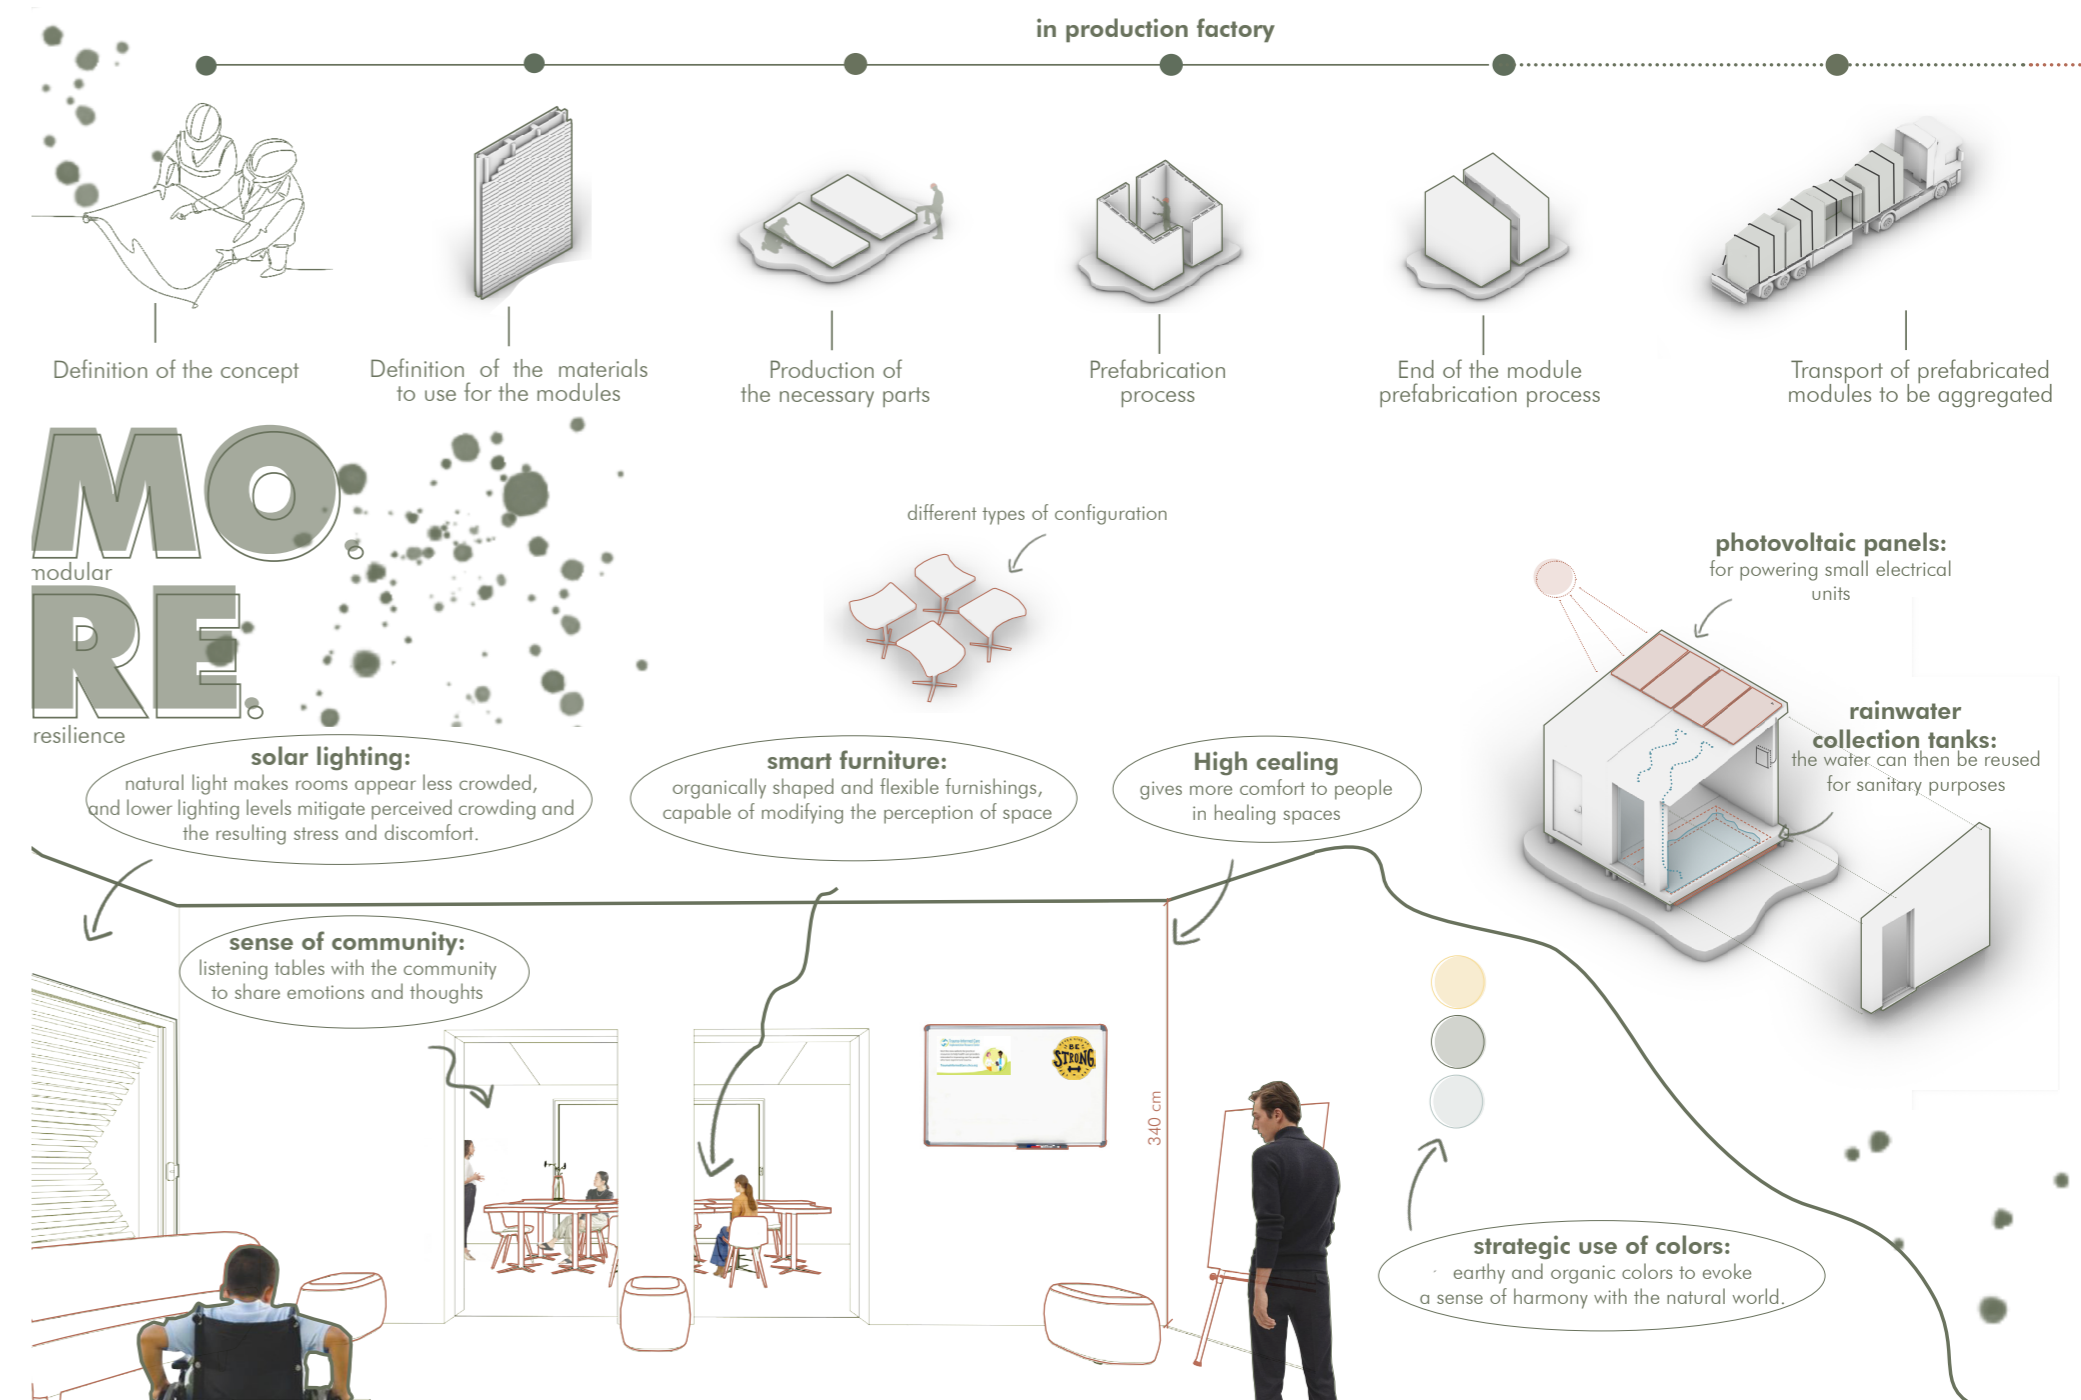 in production factory
Definition of the concept
Definition of the materials
to use for the modules
Production of
the necessary parts
Prefabrication
process
End of the module
prefabrication process
Transport of prefabricated
modules to be aggregated
MO.
modular
RE.
resilience
different types of configuration
photovoltaic panels:
for powering small electrical
units
rainwater
collection tanks:
the water can then be reused
for sanitary purposes
solar lighting:
natural light makes rooms appear less crowded,
and lower lighting levels mitigate perceived crowding and
the resulting stress and discomfort.
smart furniture:
organically shaped and flexible furnishings,
capable of modifying the perception of space
High cealing
gives more comfort to people
in healing spaces
sense of community:
listening tables with the community
to share emotions and thoughts
BE
STRONG
340 cm
strategic use of colors:
earthy and organic colors to evoke
a sense of harmony with the natural world.